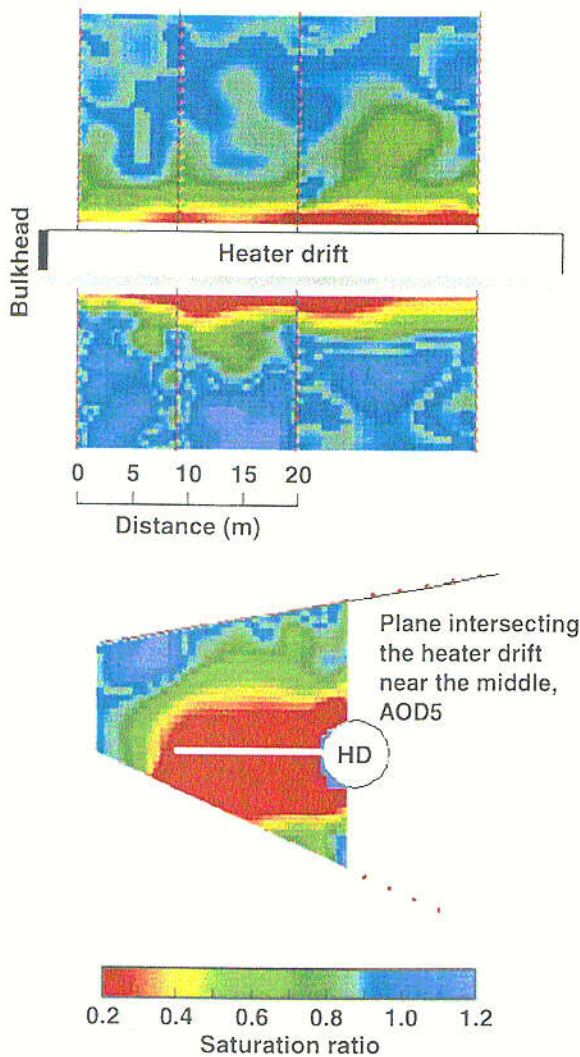 Bulkhead
Heater drift
0 5 10 15 20
Distance (m)
Plane intersecting
the heater drift
near the middle,
AOD5
HD
0.2 0.4 0.6 0.8 1.0 1.2
Saturation ratio